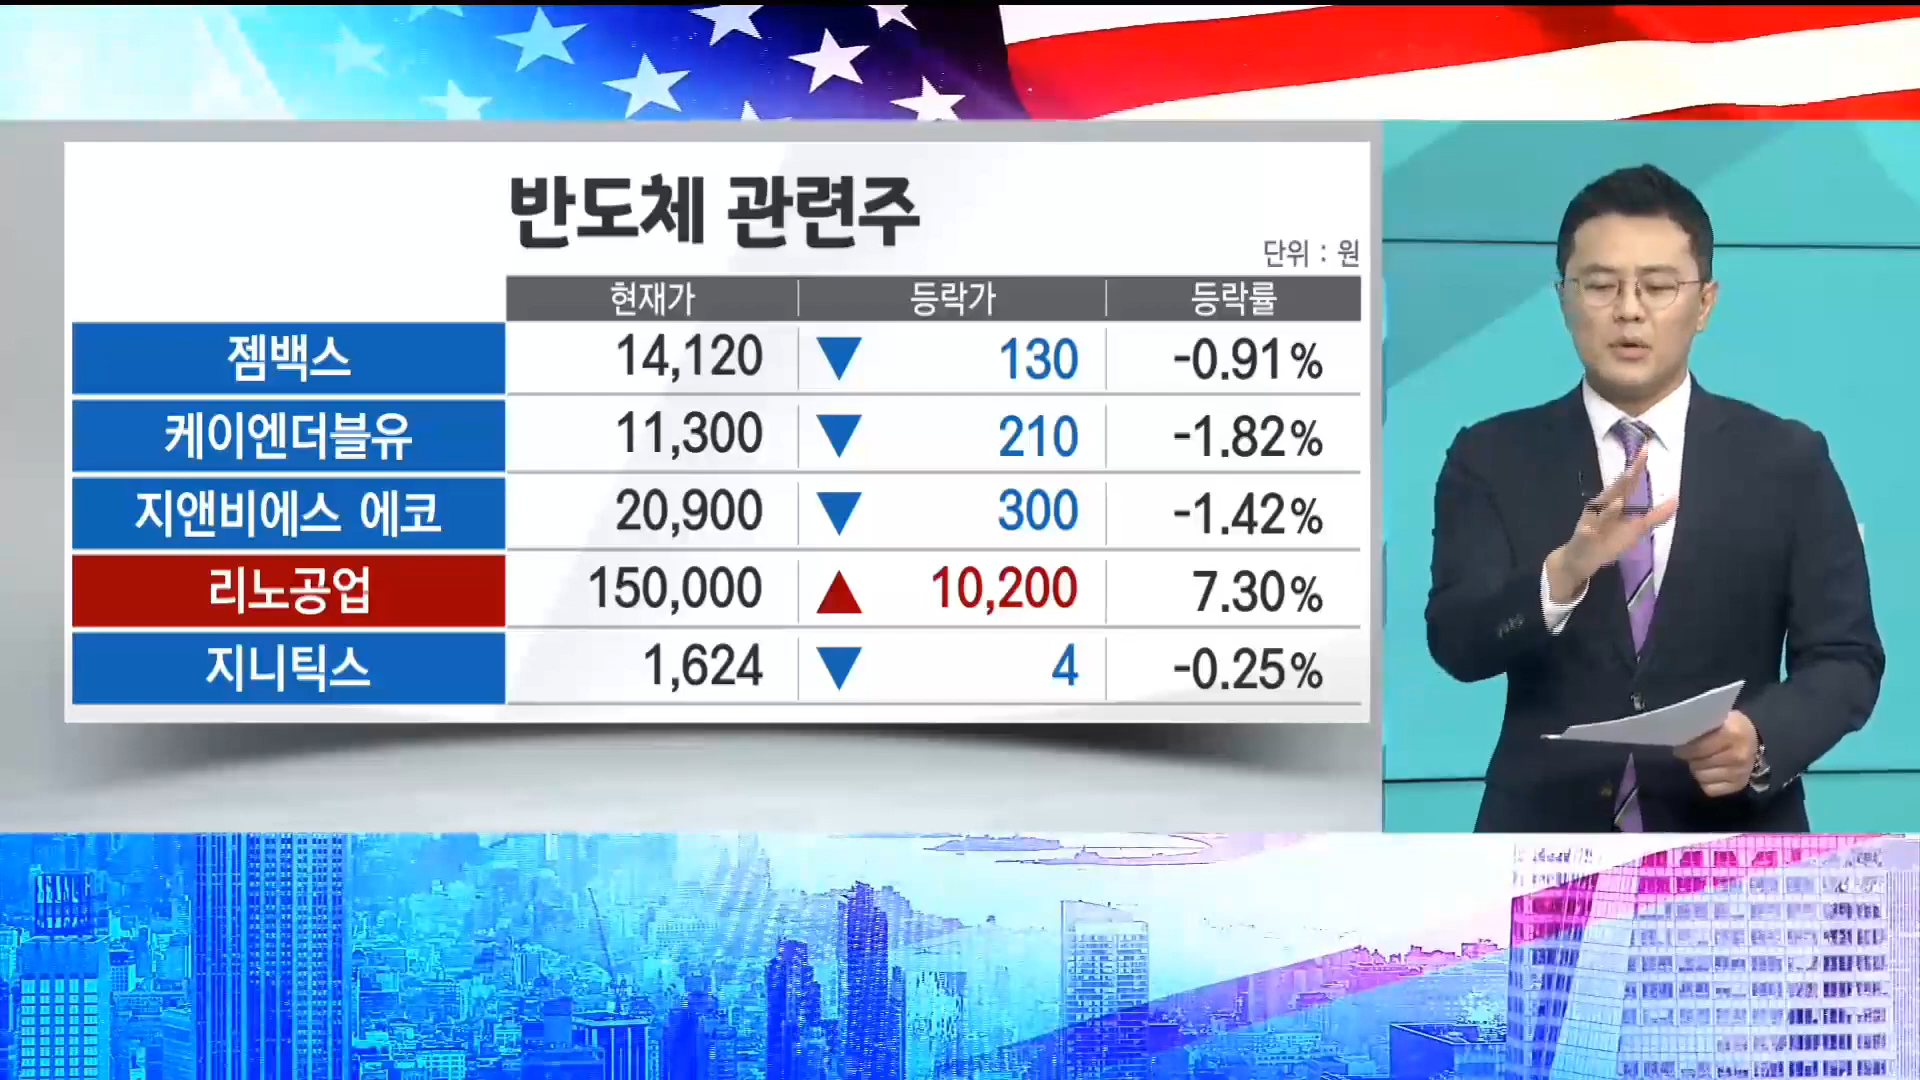 반도체 관련주
단위 : 원
현재가 등락가 등락률
젬백스 14,120 ▼ 130 -0.91%
케이엔더블유 11,300 ▼ 210 -1.82%
지앤비에스 에코 20,900 ▼ 300 -1.42%
리노공업 150,000 ▲ 10,200 7.30%
지니틱스 1,624 ▼ 4 -0.25%